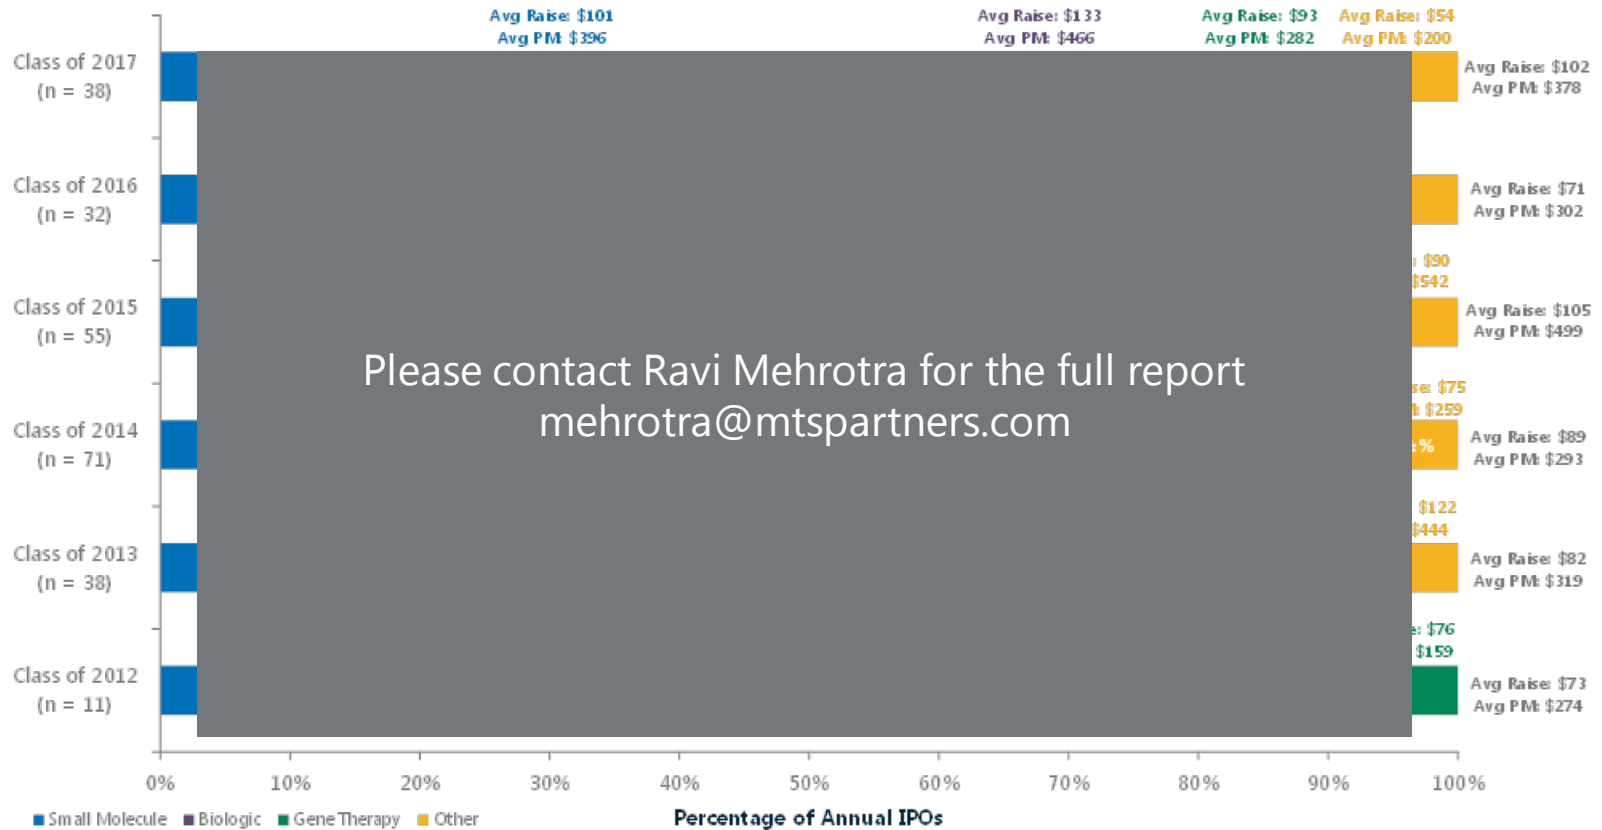 Avg Raise: $101
Avg PM: $396
Avg Raise: $133
Avg PM: $466
Avg Raise: $93
Avg PM: $282
Avg Raise: $54
Avg PM: $200
Class of 2017
(n = 38)
Avg Raise: $102
Avg PM: $378
Class of 2016
(n = 32)
Avg Raise: $71
Avg PM: $302
: $90
$542
Class of 2015
(n = 55)
Avg Raise: $105
Avg PM: $499
Please contact Ravi Mehrotra for the full report
mehrotra@mtspartners.com
$75
$259
Class of 2014
(n = 71)
%
Avg Raise: $89
Avg PM: $293
$122
$444
Class of 2013
(n = 38)
Avg Raise: $82
Avg PM: $319
$76
$159
Class of 2012
(n = 11)
Avg Raise: $73
Avg PM: $274
0% 10% 20% 30% 40% 50% 60% 70% 80% 90% 100%
Small Molecule Biologic Gene Therapy Other
Percentage of Annual IPOs